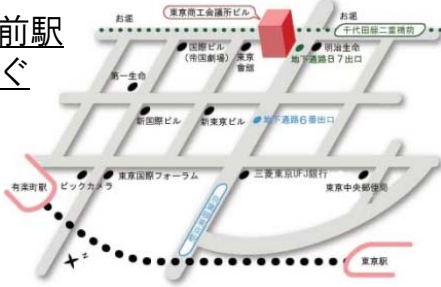 前駅
ぐ
東京商工会議所ビル
お堀
お堀
千代田線二重橋前
国際ビル
(帝国劇場)
東京
會舘
地下通路B7出口
明治生命
第一生命
新国際ビル
新東京ビル
地下通路6番出口
有楽町駅
ビックカメラ
東京国際フォーラム
三菱東京UFJ銀行
東京中央郵便局
N
東京駅